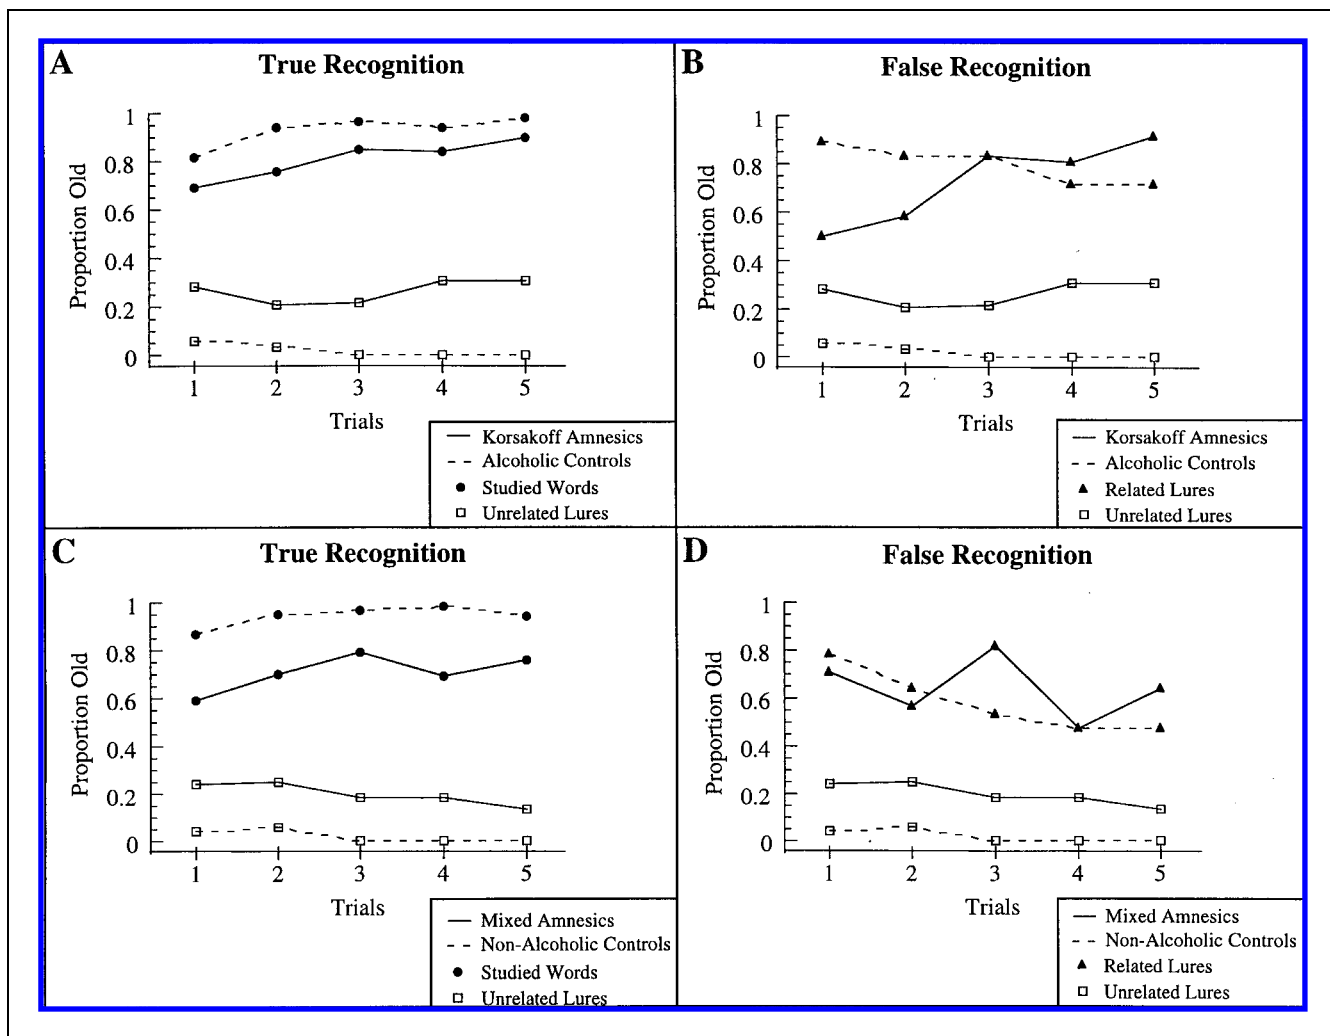 A
True Recognition
Proportion Old
1
0.8
0.6
0.4
0.2
0
1 2 3 4 5
Trials
Korsakoff Amnesics
Alcoholic Controls
Studied Words
Unrelated Lures
B
False Recognition
Proportion Old
1
0.8
0.6
0.4
0.2
0
1 2 3 4 5
Trials
Korsakoff Amnesics
Alcoholic Controls
Related Lures
Unrelated Lures
C
True Recognition
Proportion Old
1
0.8
0.6
0.4
0.2
0
1 2 3 4 5
Trials
Mixed Amnesics
Non-Alcoholic Controls
Studied Words
Unrelated Lures
D
False Recognition
Proportion Old
1
0.8
0.6
0.4
0.2
0
1 2 3 4 5
Trials
Mixed Amnesics
Non-Alcoholic Controls
Related Lures
Unrelated Lures